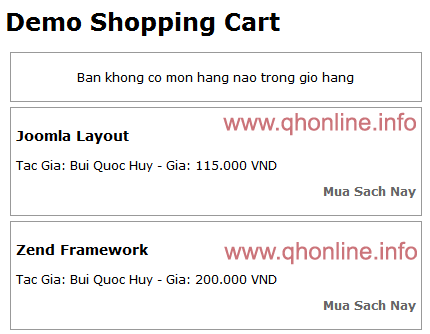 Demo Shopping Cart
Ban khong co mon hang nao trong gio hang
www.qhonline.info
Joomla Layout
Tac Gia: Bui Quoc Huy - Gia: 115.000 VND
Mua Sach Nay
www.qhonline.info
Zend Framework
Tac Gia: Bui Quoc Huy - Gia: 200.000 VND
Mua Sach Nay